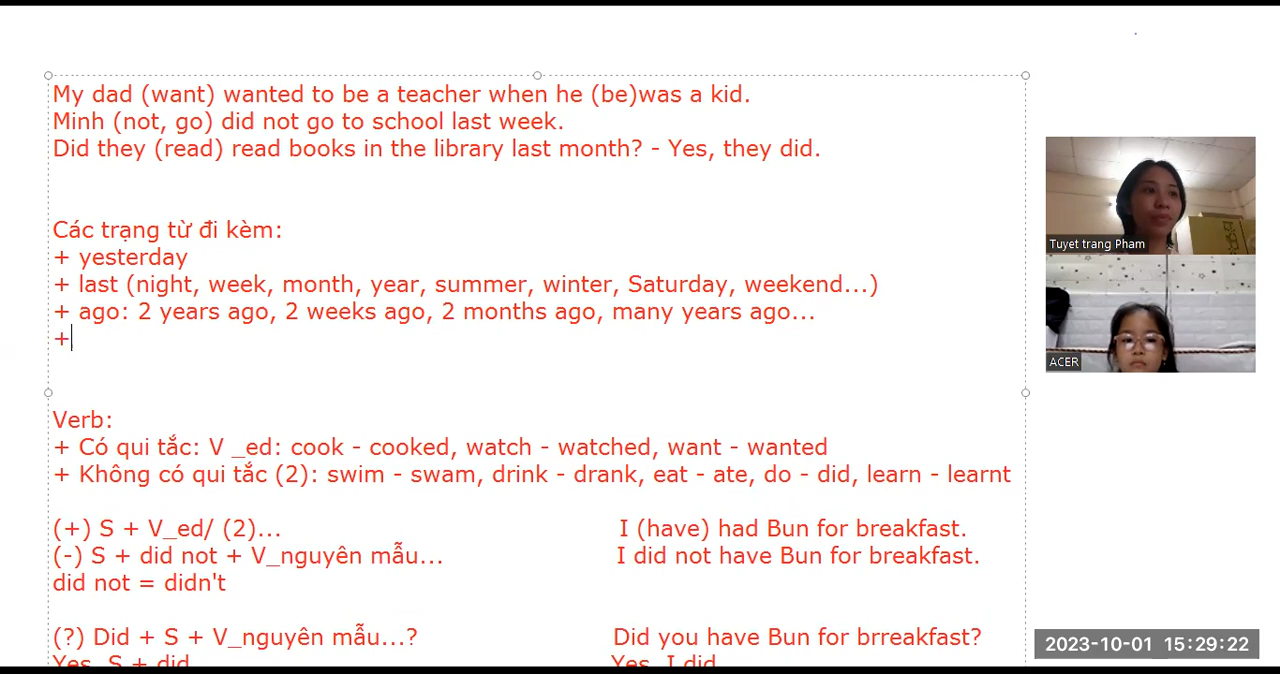 My dad (want) wanted to be a teacher when he (be)was a kid.
Minh (not, go) did not go to school last week.
Did they (read) read books in the library last month? - Yes, they did.
Các trạng từ đi kèm:
+ yesterday
+ last (night, week, month, year, summer, winter, Saturday, weekend...)
+ ago: 2 years ago, 2 weeks ago, 2 months ago, many years ago...
+
Verb:
+ Có qui tắc: V _ed: cook - cooked, watch - watched, want - wanted
+ Không có qui tắc (2): swim - swam, drink - drank, eat - ate, do - did, learn - learnt
(+) S + V_ed/ (2)... I (have) had Bun for breakfast.
(-) S + did not + V_nguyên mẫu... I did not have Bun for breakfast.
did not = didn't
(?) Did + S + V_nguyên mẫu...? Did you have Bun for brreakfast?
Yes, S + did Yes, I did
Tuyet trang Pham
ACER
2023-10-01 15:29:22